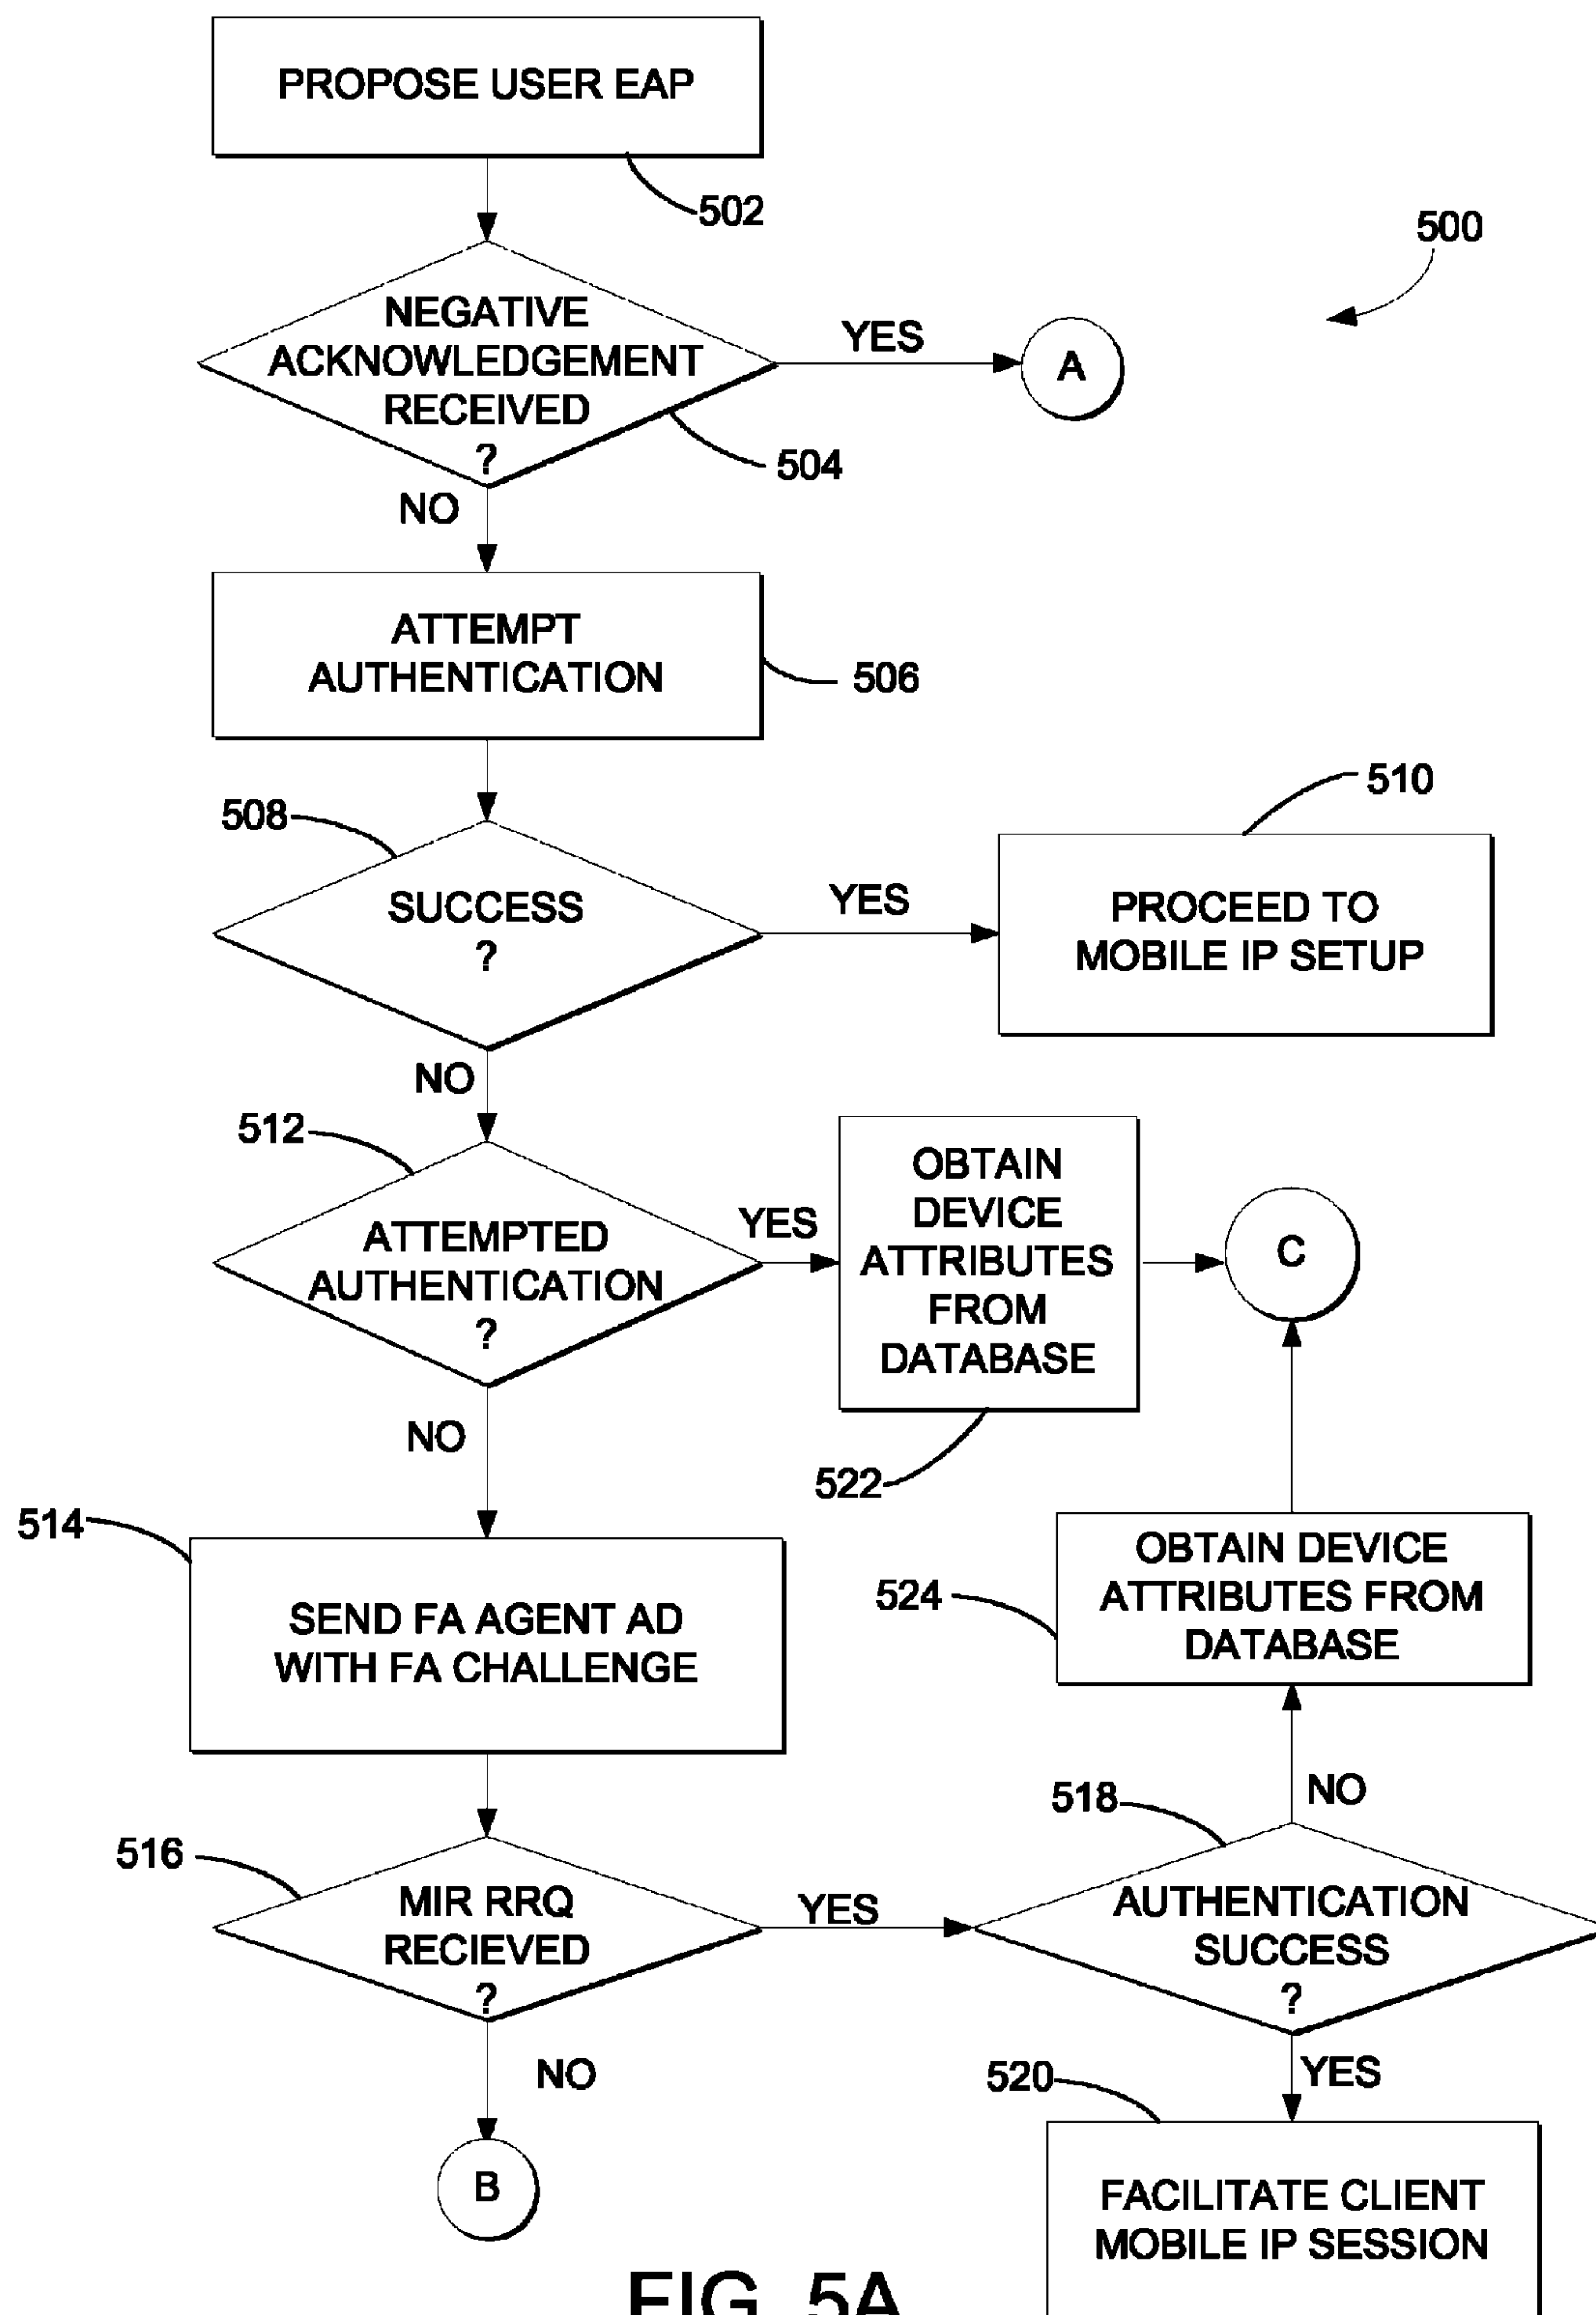 PROPOSE USER EAP
502
500
NEGATIVE
ACKNOWLEDGEMENT
RECEIVED
?
YES
A
504
NO
ATTEMPT
AUTHENTICATION
506
508
SUCCESS
?
YES
510
PROCEED TO
MOBILE IP SETUP
NO
512
ATTEMPTED
AUTHENTICATION
?
YES
OBTAIN
DEVICE
ATTRIBUTES
FROM
DATABASE
C
522
NO
514
SEND FA AGENT AD
WITH FA CHALLENGE
524
OBTAIN DEVICE
ATTRIBUTES FROM
DATABASE
516
MIR RRQ
RECIEVED
?
YES
518
NO
AUTHENTICATION
SUCCESS
?
NO
B
520
YES
FACILITATE CLIENT
MOBILE IP SESSION
FIG. 5A